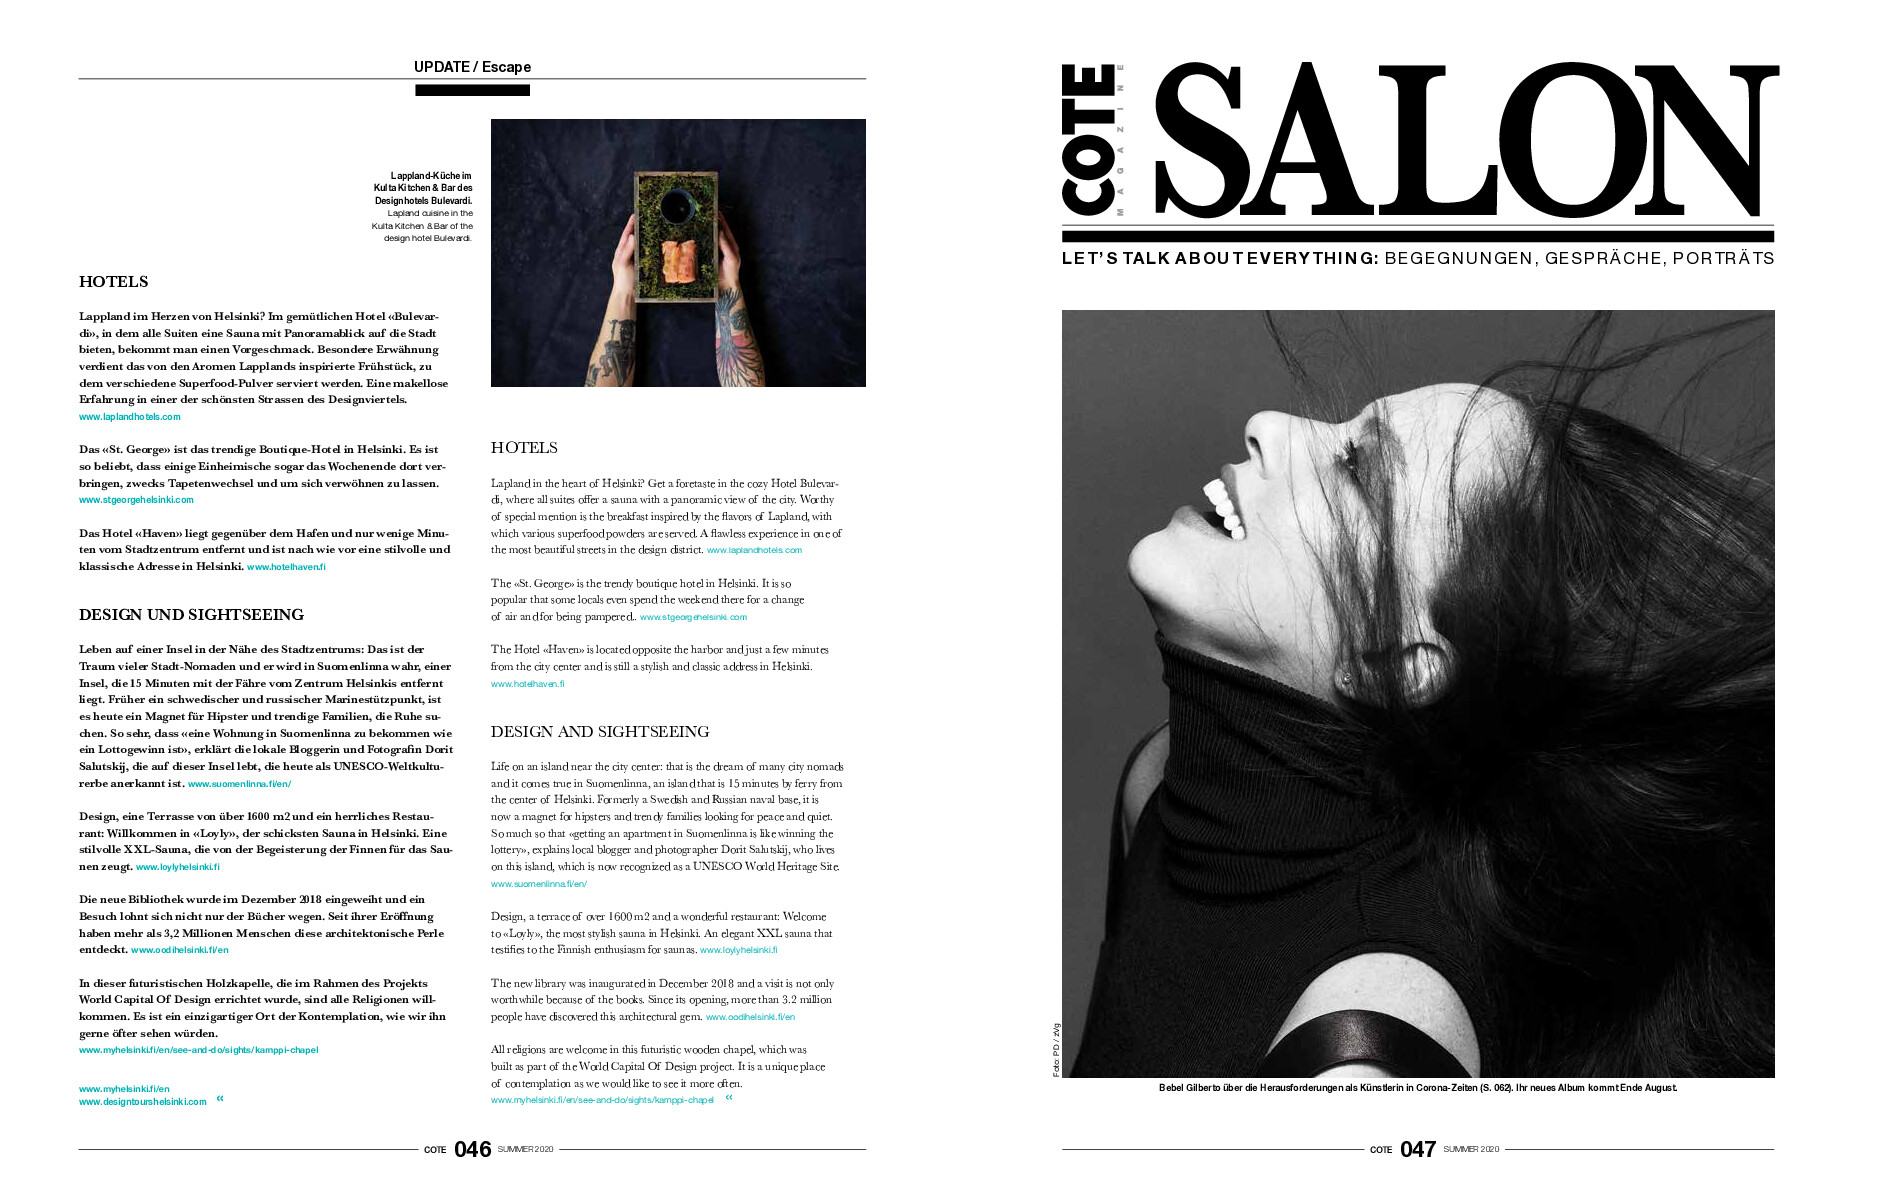 UPDATE / Escape
Lappland-Küche im
Kulta Kitchen & Bar des
Designhotels Bulevardi.
Lapland cuisine in the
Kulta Kitchen & Bar of the
design hotel Bulevardi.
HOTELS
Lappland im Herzen von Helsinki? Im gemütlichen Hotel «Bulevar-
di», in dem alle Suiten eine Sauna mit Panoramablick auf die Stadt
bieten, bekommt man einen Vorgeschmack. Besondere Erwähnung
verdient das von den Aromen Lapplands inspirierte Frühstück, zu
dem verschiedene Superfood-Pulver serviert werden. Eine makellose
Erfahrung in einer der schönsten Strassen des Designviertels.
www.laplandhotels.com
Das «St. George» ist das trendige Boutique-Hotel in Helsinki. Es ist
so beliebt, dass einige Einheimische sogar das Wochenende dort ver-
bringen, zwecks Tapetenwechsel und um sich verwöhnen zu lassen.
www.stgeorgehelsinki.com
Das Hotel «Haven» liegt gegenüber dem Hafen und nur wenige Minu-
ten vom Stadtzentrum entfernt und ist nach wie vor eine stilvolle und
klassische Adresse in Helsinki. www.hotelhaven.fi
DESIGN UND SIGHTSEEING
Leben auf einer Insel in der Nähe des Stadtzentrums: Das ist der
Traum vieler Stadt-Nomaden und er wird in Suomenlinna wahr, einer
Insel, die 15 Minuten mit der Fähre vom Zentrum Helsinkis entfernt
liegt. Früher ein schwedischer und russischer Marinestützpunkt, ist
es heute ein Magnet für Hipster und trendige Familien, die Ruhe su-
chen. So sehr, dass «eine Wohnung in Suomenlinna zu bekommen wie
ein Lottogewinn ist», erklärt die lokale Bloggerin und Fotografin Dorit
Salutskij, die auf dieser Insel lebt, die heute als UNESCO-Weltkultu-
rerbe anerkannt ist. www.suomenlinna.fi/en/
Design, eine Terrasse von über 1600 m2 und ein herrliches Restau-
rant: Willkommen in «Loyly», der schicksten Sauna in Helsinki. Eine
stilvolle XXL-Sauna, die von der Begeisterung der Finnen für das Sau-
nen zeugt. www.loylyhelsinki.fi
Die neue Bibliothek wurde im Dezember 2018 eingeweiht und ein
Besuch lohnt sich nicht nur der Bücher wegen. Seit ihrer Eröffnung
haben mehr als 3,2 Millionen Menschen diese architektonische Perle
entdeckt. www.oodihelsinki.fi/en
In dieser futuristischen Holzkapelle, die im Rahmen des Projekts
World Capital Of Design errichtet wurde, sind alle Religionen will-
kommen. Es ist ein einzigartiger Ort der Kontemplation, wie wir ihn
gerne öfter sehen würden.
www.myhelsinki.fi/en/see-and-do/sights/kamppi-chapel
www.myhelsinki.fi/en
www.designtourshelsinki.com «
HOTELS
Lapland in the heart of Helsinki? Get a foretaste in the cozy Hotel Bulevar-
di, where all suites offer a sauna with a panoramic view of the city. Worthy
of special mention is the breakfast inspired by the flavors of Lapland, with
which various superfood powders are served. A flawless experience in one of
the most beautiful streets in the design district. www.laplandhotels.com
The «St. George» is the trendy boutique hotel in Helsinki. It is so
popular that some locals even spend the weekend there for a change
of air and for being pampered.. www.stgeorgehelsinki.com
The Hotel «Haven» is located opposite the harbor and just a few minutes
from the city center and is still a stylish and classic address in Helsinki.
www.hotelhaven.fi
DESIGN AND SIGHTSEEING
Life on an island near the city center: that is the dream of many city nomads
and it comes true in Suomenlinna, an island that is 15 minutes by ferry from
the center of Helsinki. Formerly a Swedish and Russian naval base, it is
now a magnet for hipsters and trendy families looking for peace and quiet.
So much so that «getting an apartment in Suomenlinna is like winning the
lottery», explains local blogger and photographer Dorit Salutskij, who lives
on this island, which is now recognized as a UNESCO World Heritage Site.
www.suomenlinna.fi/en/
Design, a terrace of over 1600 m2 and a wonderful restaurant: Welcome
to «Loyly», the most stylish sauna in Helsinki. An elegant XXL sauna that
testifies to the Finnish enthusiasm for saunas. www.loylyhelsinki.fi
The new library was inaugurated in December 2018 and a visit is not only
worthwhile because of the books. Since its opening, more than 3.2 million
people have discovered this architectural gem. www.oodihelsinki.fi/en
All religions are welcome in this futuristic wooden chapel, which was
built as part of the World Capital Of Design project. It is a unique place
of contemplation as we would like to see it more often.
www.myhelsinki.fi/en/see-and-do/sights/kamppi-chapel «
COTE 046 SUMMER 2020
COTE
MAGAZINE
SALON
LET'S TALK ABOUT EVERYTHING: BEGEGNUNGEN, GESPRÄCHE, PORTRÄTS
Foto: PD / zVg
Bebel Gilberto über die Herausforderungen als Künstlerin in Corona-Zeiten (S. 062). Ihr neues Album kommt Ende August.
COTE 047 SUMMER 2020